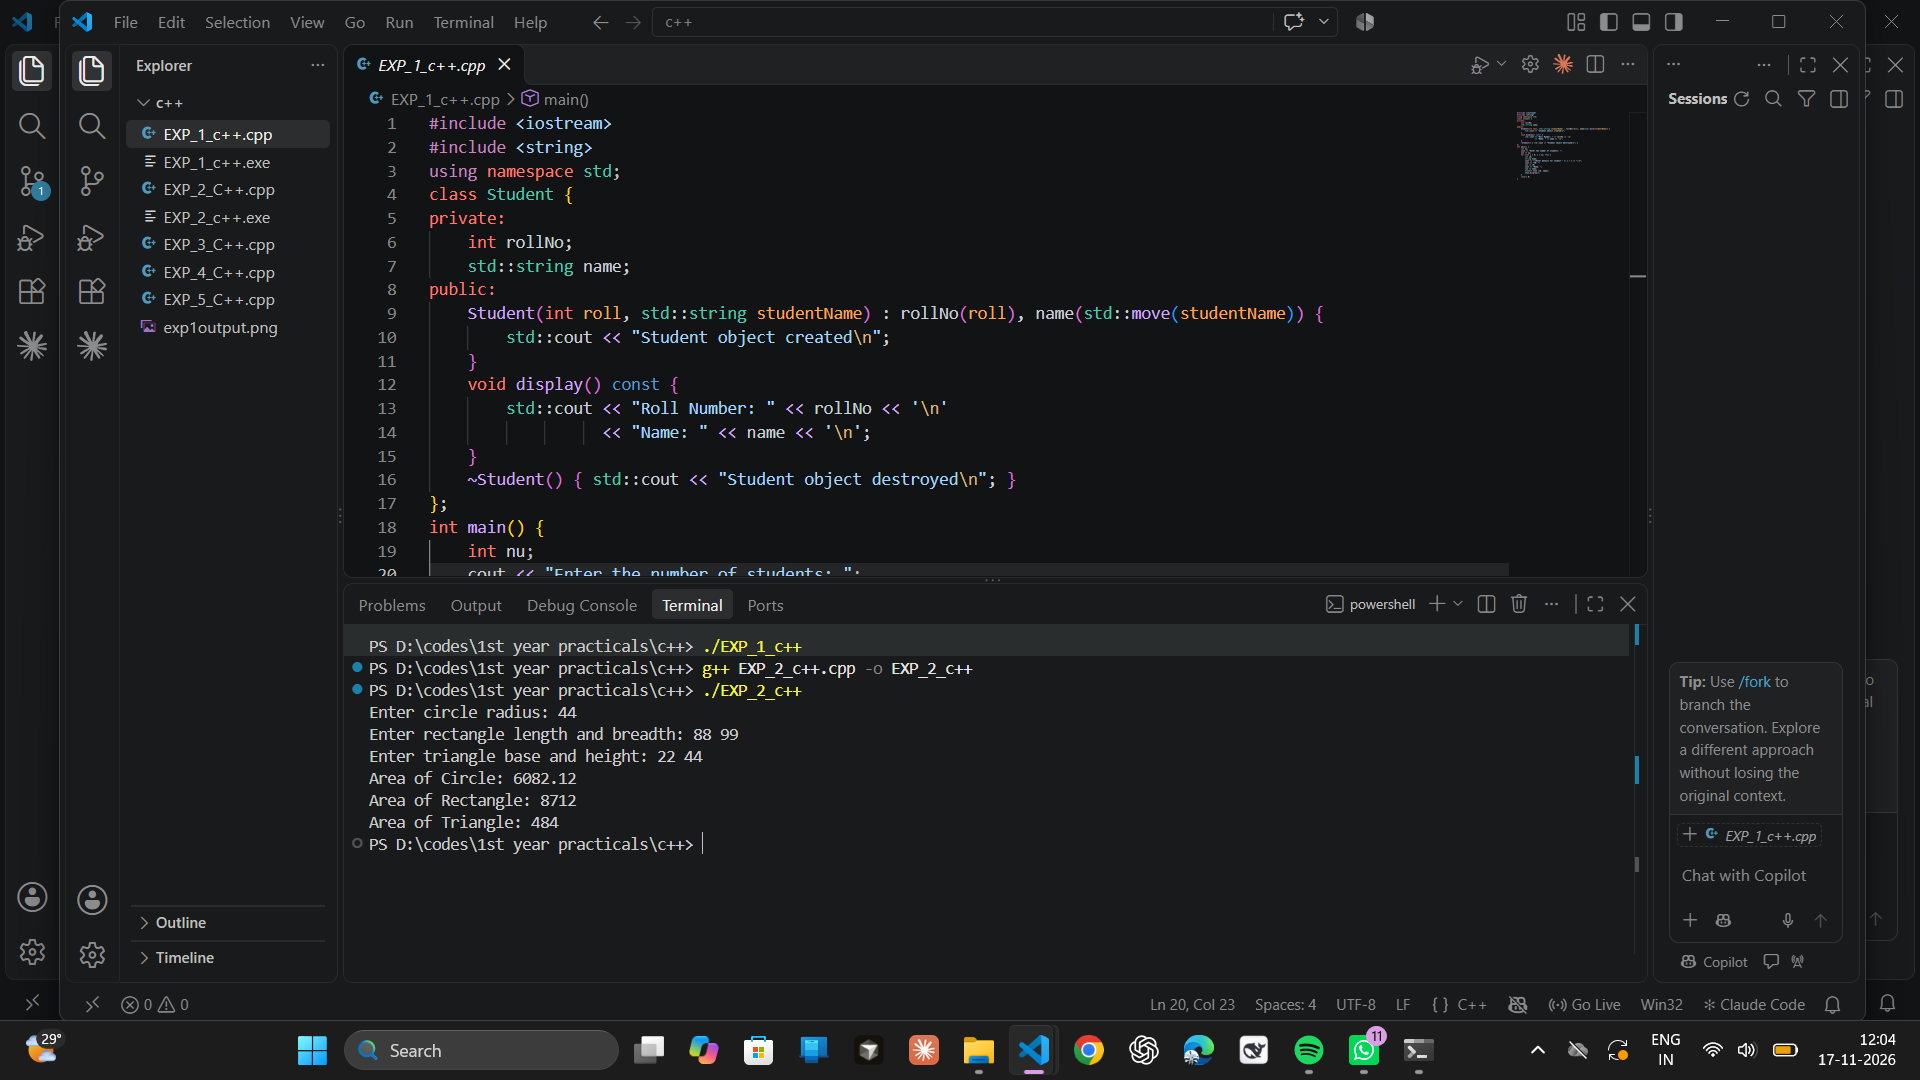 File Edit Selection View Go Run Terminal Help
c++
Explorer
c++
EXP_1_c++.cpp
EXP_1_c++.exe
EXP_2_C++.cpp
EXP_2_c++.exe
EXP_3_C++.cpp
EXP_4_C++.cpp
EXP_5_C++.cpp
exp1output.png
Outline
Timeline
EXP_1_c++.cpp
EXP_1_c++.cpp > main()
1 #include <iostream>
2 #include <string>
3 using namespace std;
4 class Student {
5 private:
6 int rollNo;
7 std::string name;
8 public:
9 Student(int roll, std::string studentName) : rollNo(roll), name(std::move(studentName)) {
10 std::cout << "Student object created\n";
11 }
12 void display() const {
13 std::cout << "Roll Number: " << rollNo << '\n'
14 << "Name: " << name << '\n';
15 }
16 ~Student() { std::cout << "Student object destroyed\n"; }
17 };
18 int main() {
19 int nu;
20 cout << "Enter the number of students: ";
Problems Output Debug Console Terminal Ports
powershell
PS D:\codes\1st year practicals\c++> ./EXP_1_c++
PS D:\codes\1st year practicals\c++> g++ EXP_2_c++.cpp -o EXP_2_c++
PS D:\codes\1st year practicals\c++> ./EXP_2_c++
Enter circle radius: 44
Enter rectangle length and breadth: 88 99
Enter triangle base and height: 22 44
Area of Circle: 6082.12
Area of Rectangle: 8712
Area of Triangle: 484
PS D:\codes\1st year practicals\c++>
Sessions
Tip: Use /fork to
branch the
conversation. Explore
a different approach
without losing the
original context.
EXP_1_c++.cpp
Chat with Copilot
Copilot
1
0 0
Ln 20, Col 23 Spaces: 4 UTF-8 LF {} C++ Go Live Win32 Claude Code
29°
Search
11
ENG
IN
12:04
17-11-2026